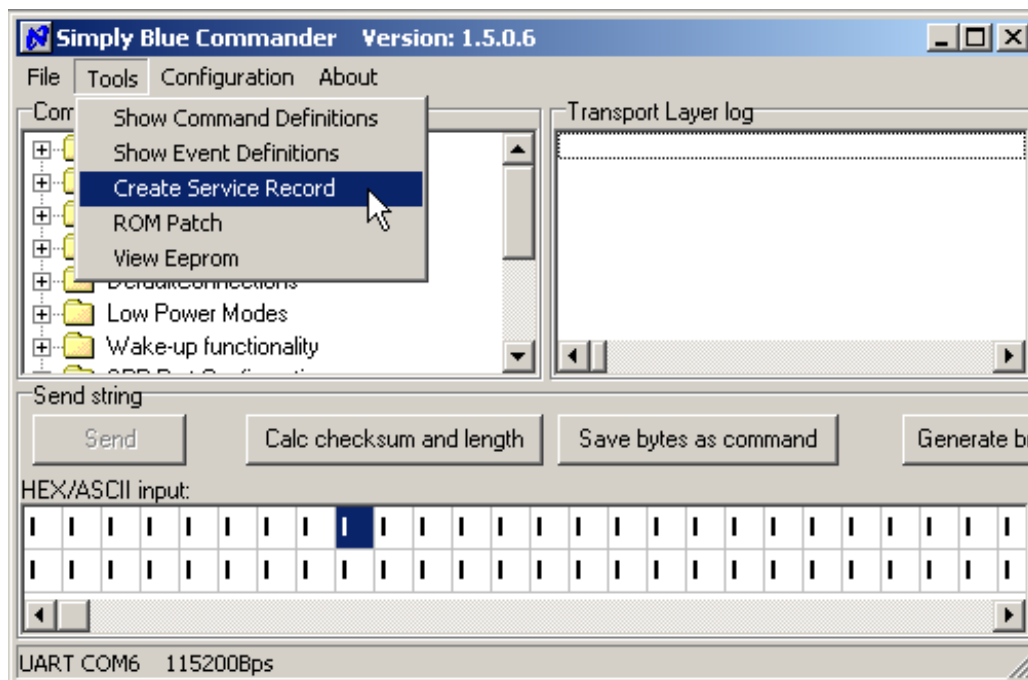 Simply Blue Commander Version: 1.5.0.6
File Tools Configuration About
Show Command Definitions
Show Event Definitions
Create Service Record
ROM Patch
View Eeprom
Transport Layer log
Low Power Modes
Wake-up functionality
Send string
Send
Calc checksum and length
Save bytes as command
Generate
HEX/ASCII input:
UART COM6 115200Bps